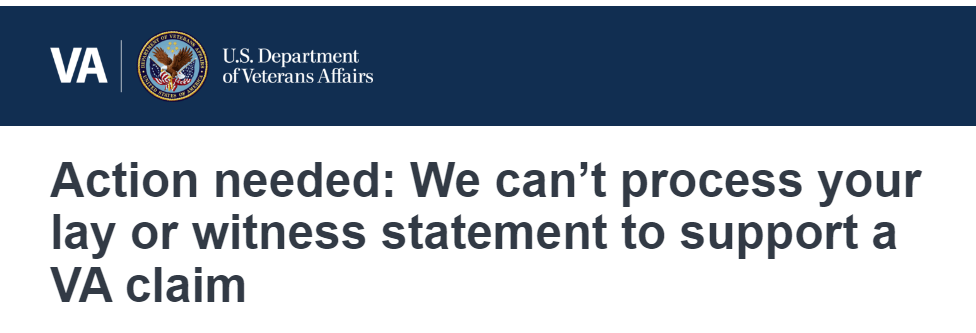 VA
U.S. Department
of Veterans Affairs
Action needed: We can’t process your
lay or witness statement to support a
VA claim